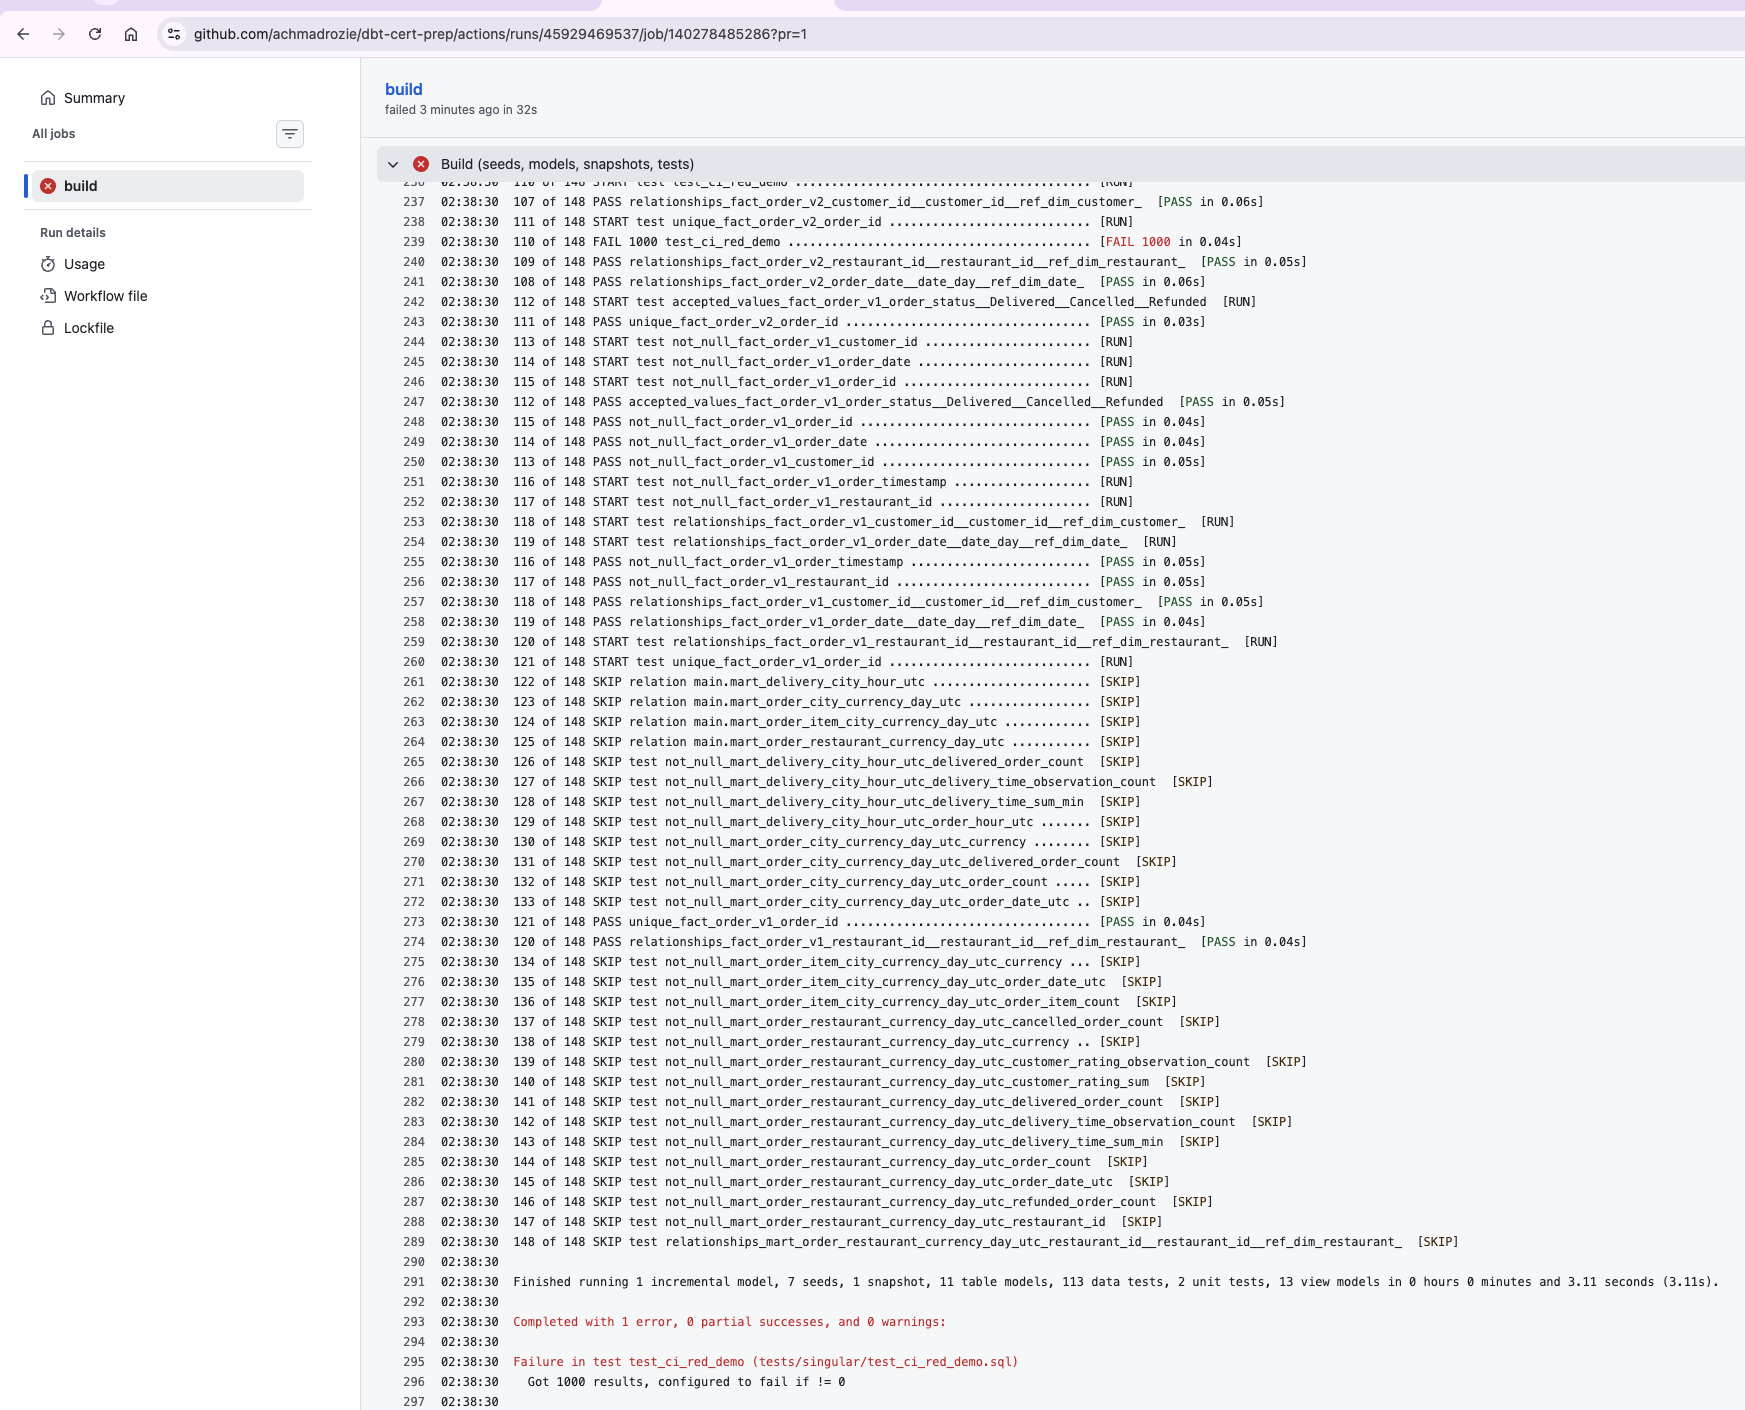 github.com/achmadrozie/dbt-cert-prep/actions/runs/45929469537/job/140278485286?pr=1
Summary
All jobs
build
Run details
Usage
Workflow file
Lockfile
build
failed 3 minutes ago in 32s
Build (seeds, models, snapshots, tests)
236 02:38:30 110 of 148 START test test_ci_red_demo ......................................... [RUN]
237 02:38:30 107 of 148 PASS relationships_fact_order_v2_customer_id__customer_id__ref_dim_customer_ [PASS in 0.06s]
238 02:38:30 111 of 148 START test unique_fact_order_v2_order_id ............................ [RUN]
239 02:38:30 110 of 148 FAIL 1000 test_ci_red_demo .......................................... [FAIL 1000 in 0.04s]
240 02:38:30 109 of 148 PASS relationships_fact_order_v2_restaurant_id__restaurant_id__ref_dim_restaurant_ [PASS in 0.05s]
241 02:38:30 108 of 148 PASS relationships_fact_order_v2_order_date__date_day__ref_dim_date_ [PASS in 0.06s]
242 02:38:30 112 of 148 START test accepted_values_fact_order_v1_order_status__Delivered__Cancelled__Refunded [RUN]
243 02:38:30 111 of 148 PASS unique_fact_order_v2_order_id .................................. [PASS in 0.03s]
244 02:38:30 113 of 148 START test not_null_fact_order_v1_customer_id ....................... [RUN]
245 02:38:30 114 of 148 START test not_null_fact_order_v1_order_date ........................ [RUN]
246 02:38:30 115 of 148 START test not_null_fact_order_v1_order_id .......................... [RUN]
247 02:38:30 112 of 148 PASS accepted_values_fact_order_v1_order_status__Delivered__Cancelled__Refunded [PASS in 0.05s]
248 02:38:30 115 of 148 PASS not_null_fact_order_v1_order_id ................................ [PASS in 0.04s]
249 02:38:30 114 of 148 PASS not_null_fact_order_v1_order_date .............................. [PASS in 0.04s]
250 02:38:30 113 of 148 PASS not_null_fact_order_v1_customer_id ............................. [PASS in 0.05s]
251 02:38:30 116 of 148 START test not_null_fact_order_v1_order_timestamp ................... [RUN]
252 02:38:30 117 of 148 START test not_null_fact_order_v1_restaurant_id ..................... [RUN]
253 02:38:30 118 of 148 START test relationships_fact_order_v1_customer_id__customer_id__ref_dim_customer_ [RUN]
254 02:38:30 119 of 148 START test relationships_fact_order_v1_order_date__date_day__ref_dim_date_ [RUN]
255 02:38:30 116 of 148 PASS not_null_fact_order_v1_order_timestamp ......................... [PASS in 0.05s]
256 02:38:30 117 of 148 PASS not_null_fact_order_v1_restaurant_id ........................... [PASS in 0.05s]
257 02:38:30 118 of 148 PASS relationships_fact_order_v1_customer_id__customer_id__ref_dim_customer_ [PASS in 0.05s]
258 02:38:30 119 of 148 PASS relationships_fact_order_v1_order_date__date_day__ref_dim_date_ [PASS in 0.04s]
259 02:38:30 120 of 148 START test relationships_fact_order_v1_restaurant_id__restaurant_id__ref_dim_restaurant_ [RUN]
260 02:38:30 121 of 148 START test unique_fact_order_v1_order_id ............................ [RUN]
261 02:38:30 122 of 148 SKIP relation main.mart_delivery_city_hour_utc ...................... [SKIP]
262 02:38:30 123 of 148 SKIP relation main.mart_order_city_currency_day_utc ................. [SKIP]
263 02:38:30 124 of 148 SKIP relation main.mart_order_item_city_currency_day_utc ............ [SKIP]
264 02:38:30 125 of 148 SKIP relation main.mart_order_restaurant_currency_day_utc ........... [SKIP]
265 02:38:30 126 of 148 SKIP test not_null_mart_delivery_city_hour_utc_delivered_order_count [SKIP]
266 02:38:30 127 of 148 SKIP test not_null_mart_delivery_city_hour_utc_delivery_time_observation_count [SKIP]
267 02:38:30 128 of 148 SKIP test not_null_mart_delivery_city_hour_utc_delivery_time_sum_min [SKIP]
268 02:38:30 129 of 148 SKIP test not_null_mart_delivery_city_hour_utc_order_hour_utc ....... [SKIP]
269 02:38:30 130 of 148 SKIP test not_null_mart_order_city_currency_day_utc_currency ........ [SKIP]
270 02:38:30 131 of 148 SKIP test not_null_mart_order_city_currency_day_utc_delivered_order_count [SKIP]
271 02:38:30 132 of 148 SKIP test not_null_mart_order_city_currency_day_utc_order_count ..... [SKIP]
272 02:38:30 133 of 148 SKIP test not_null_mart_order_city_currency_day_utc_order_date_utc .. [SKIP]
273 02:38:30 121 of 148 PASS unique_fact_order_v1_order_id .................................. [PASS in 0.04s]
274 02:38:30 120 of 148 PASS relationships_fact_order_v1_restaurant_id__restaurant_id__ref_dim_restaurant_ [PASS in 0.04s]
275 02:38:30 134 of 148 SKIP test not_null_mart_order_item_city_currency_day_utc_currency ... [SKIP]
276 02:38:30 135 of 148 SKIP test not_null_mart_order_item_city_currency_day_utc_order_date_utc [SKIP]
277 02:38:30 136 of 148 SKIP test not_null_mart_order_item_city_currency_day_utc_order_item_count [SKIP]
278 02:38:30 137 of 148 SKIP test not_null_mart_order_restaurant_currency_day_utc_cancelled_order_count [SKIP]
279 02:38:30 138 of 148 SKIP test not_null_mart_order_restaurant_currency_day_utc_currency .. [SKIP]
280 02:38:30 139 of 148 SKIP test not_null_mart_order_restaurant_currency_day_utc_customer_rating_observation_count [SKIP]
281 02:38:30 140 of 148 SKIP test not_null_mart_order_restaurant_currency_day_utc_customer_rating_sum [SKIP]
282 02:38:30 141 of 148 SKIP test not_null_mart_order_restaurant_currency_day_utc_delivered_order_count [SKIP]
283 02:38:30 142 of 148 SKIP test not_null_mart_order_restaurant_currency_day_utc_delivery_time_observation_count [SKIP]
284 02:38:30 143 of 148 SKIP test not_null_mart_order_restaurant_currency_day_utc_delivery_time_sum_min [SKIP]
285 02:38:30 144 of 148 SKIP test not_null_mart_order_restaurant_currency_day_utc_order_count [SKIP]
286 02:38:30 145 of 148 SKIP test not_null_mart_order_restaurant_currency_day_utc_order_date_utc [SKIP]
287 02:38:30 146 of 148 SKIP test not_null_mart_order_restaurant_currency_day_utc_refunded_order_count [SKIP]
288 02:38:30 147 of 148 SKIP test not_null_mart_order_restaurant_currency_day_utc_restaurant_id [SKIP]
289 02:38:30 148 of 148 SKIP test relationships_mart_order_restaurant_currency_day_utc_restaurant_id__restaurant_id__ref_dim_restaurant_ [SKIP]
290 02:38:30
291 02:38:30 Finished running 1 incremental model, 7 seeds, 1 snapshot, 11 table models, 113 data tests, 2 unit tests, 13 view models in 0 hours 0 minutes and 3.11 seconds (3.11s).
292 02:38:30
293 02:38:30 Completed with 1 error, 0 partial successes, and 0 warnings:
294 02:38:30
295 02:38:30 Failure in test test_ci_red_demo (tests/singular/test_ci_red_demo.sql)
296 02:38:30 Got 1000 results, configured to fail if != 0
297 02:38:30